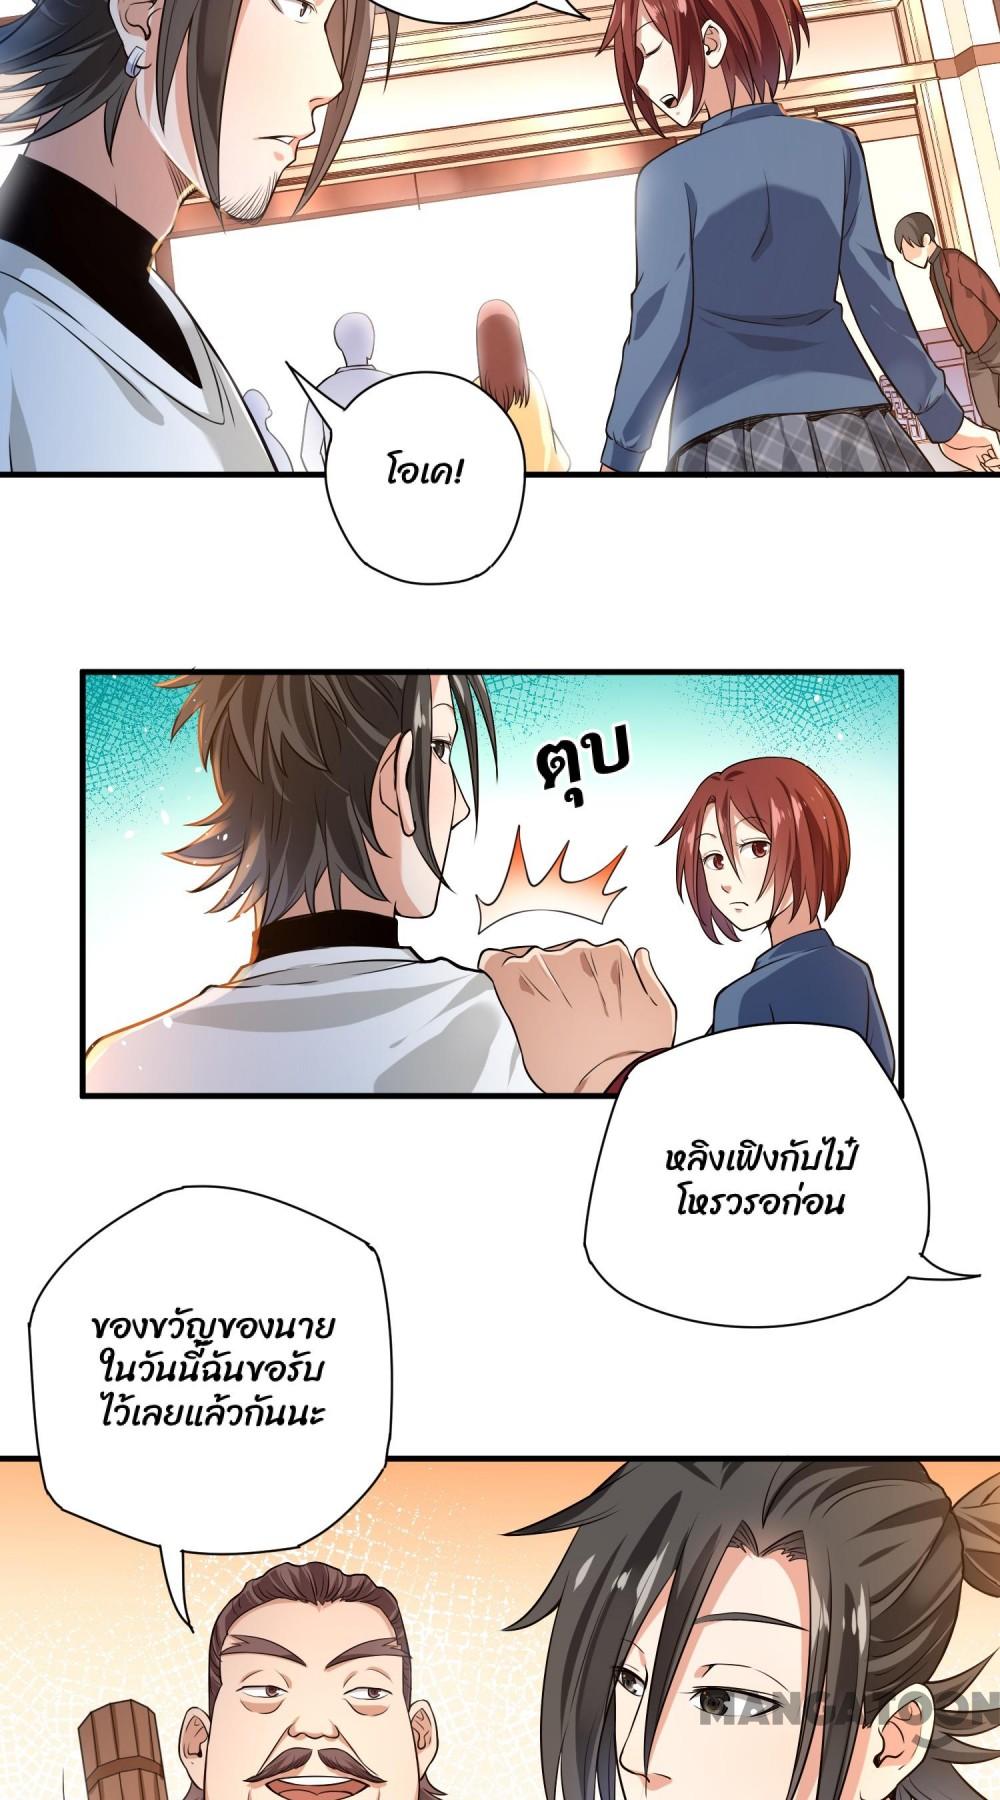 โอเค!
ตุบ
หลิงเฟิงกับไป๋
โหรวรอก่อน
ของขวัญของนาย
ในวันนี้ฉันขอรับ
ไว้เลยแล้วกันนะ
MANGATOON